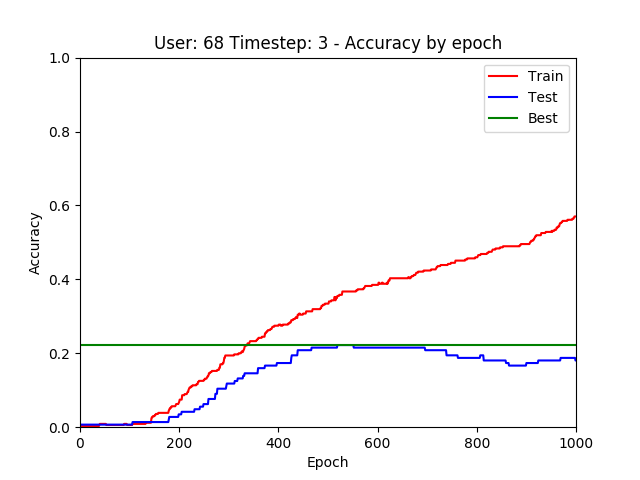 User: 68 Timestep: 3 - Accuracy by epoch
1.0
0.8
0.6
0.4
0.2
0.0
Accuracy
Train
Test
Best
0 200 400 600 800 1000
Epoch